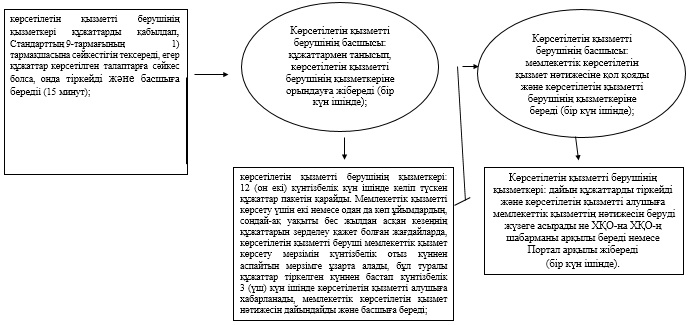 көрсетілетін қызметті берушінің
қызметкері құжаттарды қабылдап,
Стандарттың 9-тармағының 1)
тармақшасына сәйкестігін тексереді, егер
құжаттар көрсетілген талаптарға сәйкес
болса, онда тіркейді және басшыға
береді (15 минут);
Көрсетілетін қызметті
берушінің басшысы:
құжаттармен танысып,
көрсетілетін қызметті
берушінің қызметкеріне
орындауға жібереді (бір
күн ішінде);
көрсетілетін қызметті берушінің қызметкері:
12 (он екі) күнтізбелік күн ішінде келіп түскен
құжаттар пакетін қарайды. Мемлекеттік қызметті
көрсету үшін екі немесе одан да көп ұйымдардың,
сондай-ақ уақыты бес жылдан асқан кезеңнің
құжаттарын зерделеу қажет болған жағдайларда,
көрсетілетін қызметті беруші мемлекеттік қызмет
көрсету мерзімін күнтізбелік отыз күннен
аспайтын мерзімге ұзарта алады, бұл туралы
құжаттар тіркелген күннен бастап күнтізбелік
3 (үш) күн ішінде көрсетілетін қызметті алушыға
хабарланады, мемлекеттік көрсетілетін қызмет
нәтижесін дайындайды және басшыға береді;
Көрсетілетін қызметті
берушінің басшысы:
мемлекеттік көрсетілетін
қызмет нәтижесіне қол қояды
және көрсетілетін қызметті
берушінің қызметкеріне
береді (бір күн ішінде);
Көрсетілетін қызметті берушінің
қызметкері: дайын құжаттарды тіркейді
және көрсетілетін қызметті алушыға
мемлекеттік қызметтің нәтижесін беруді
жүзеге асырады не ХҚО-на ХҚО-ң
шабарманы арқылы береді немесе
Портал арқылы жібереді
(бір күн ішінде).